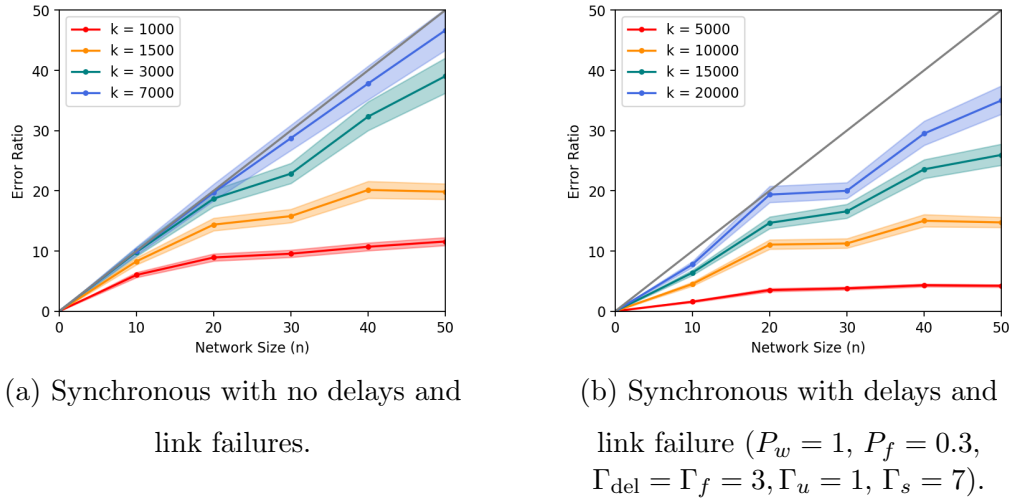 50
40
30
20
10
0
Error Ratio
k = 1000
k = 1500
k = 3000
k = 7000
0 10 20 30 40 50
Network Size (n)
(a) Synchronous with no delays and
link failures.
50
40
30
20
10
0
Error Ratio
k = 5000
k = 10000
k = 15000
k = 20000
0 10 20 30 40 50
Network Size (n)
(b) Synchronous with delays and
link failure (P_w = 1, P_f = 0.3,
Γ_del = Γ_f = 3, Γ_u = 1, Γ_s = 7).